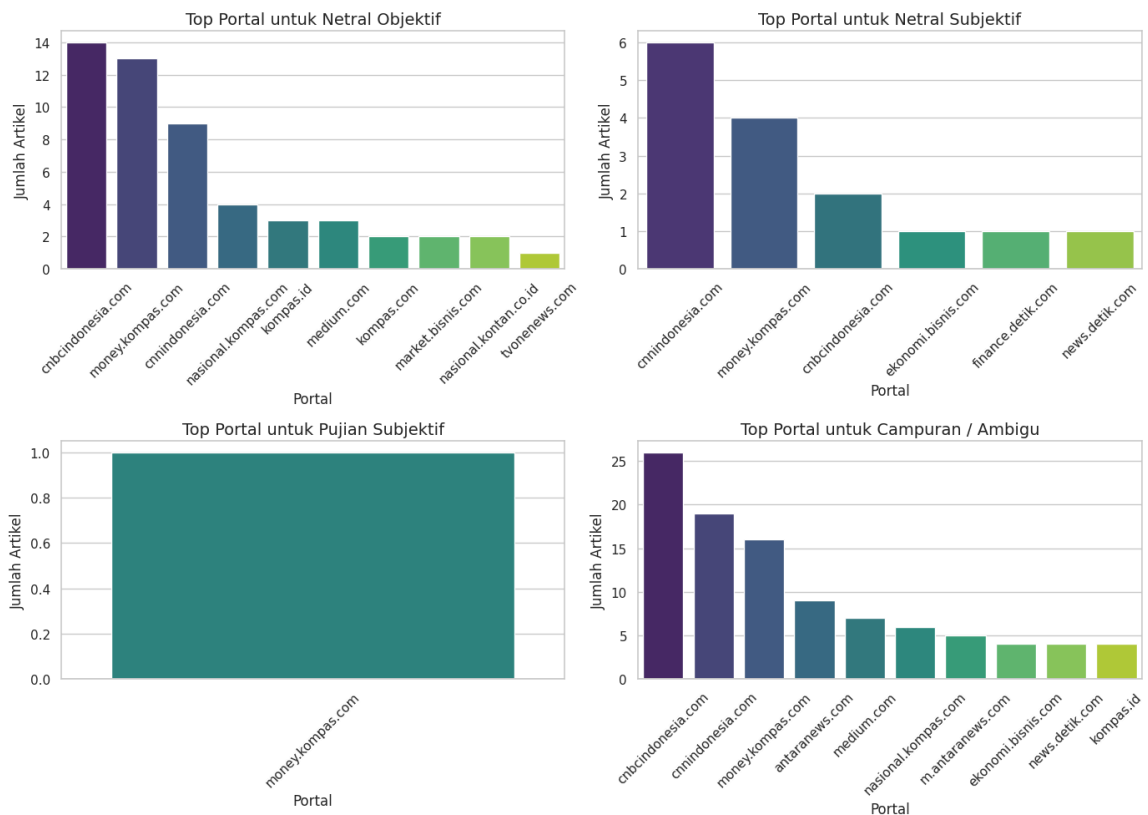 Top Portal untuk Netral Objektif
Jumlah Artikel
14
12
10
8
6
4
2
0
cnbcindonesia.com
money.kompas.com
cnnindonesia.com
nasional.kompas.com
kompas.id
medium.com
kompas.com
market.bisnis.com
nasional.kontan.co.id
tvonenews.com
Portal
Top Portal untuk Netral Subjektif
Jumlah Artikel
6
5
4
3
2
1
0
cnnindonesia.com
money.kompas.com
cnbcindonesia.com
ekonomi.bisnis.com
finance.detik.com
news.detik.com
Portal
Top Portal untuk Pujian Subjektif
Jumlah Artikel
1.0
0.8
0.6
0.4
0.2
0.0
money.kompas.com
Portal
Top Portal untuk Campuran / Ambigu
Jumlah Artikel
25
20
15
10
5
0
cnbcindonesia.com
cnnindonesia.com
money.kompas.com
antaranews.com
medium.com
nasional.kompas.com
m.antaranews.com
ekonomi.bisnis.com
news.detik.com
kompas.id
Portal